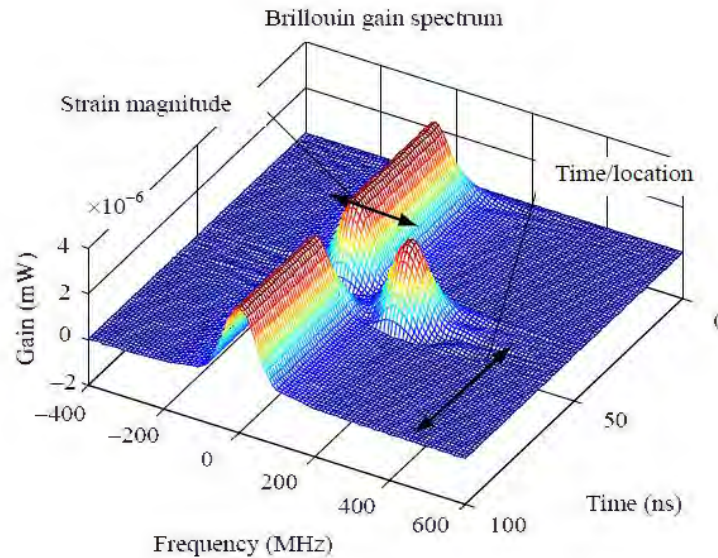 Brillouin gain spectrum
Strain magnitude
Time/location
×10−6
4
2
0
−2
Gain (mW)
−400
−200
0
200
400
600
Frequency (MHz)
100
50
Time (ns)